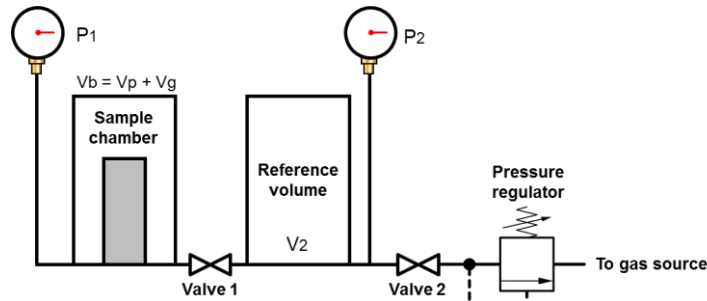 P1
P2
Vb = Vp + Vg
Sample
chamber
Reference
volume
V2
Pressure
regulator
To gas source
Valve 1
Valve 2